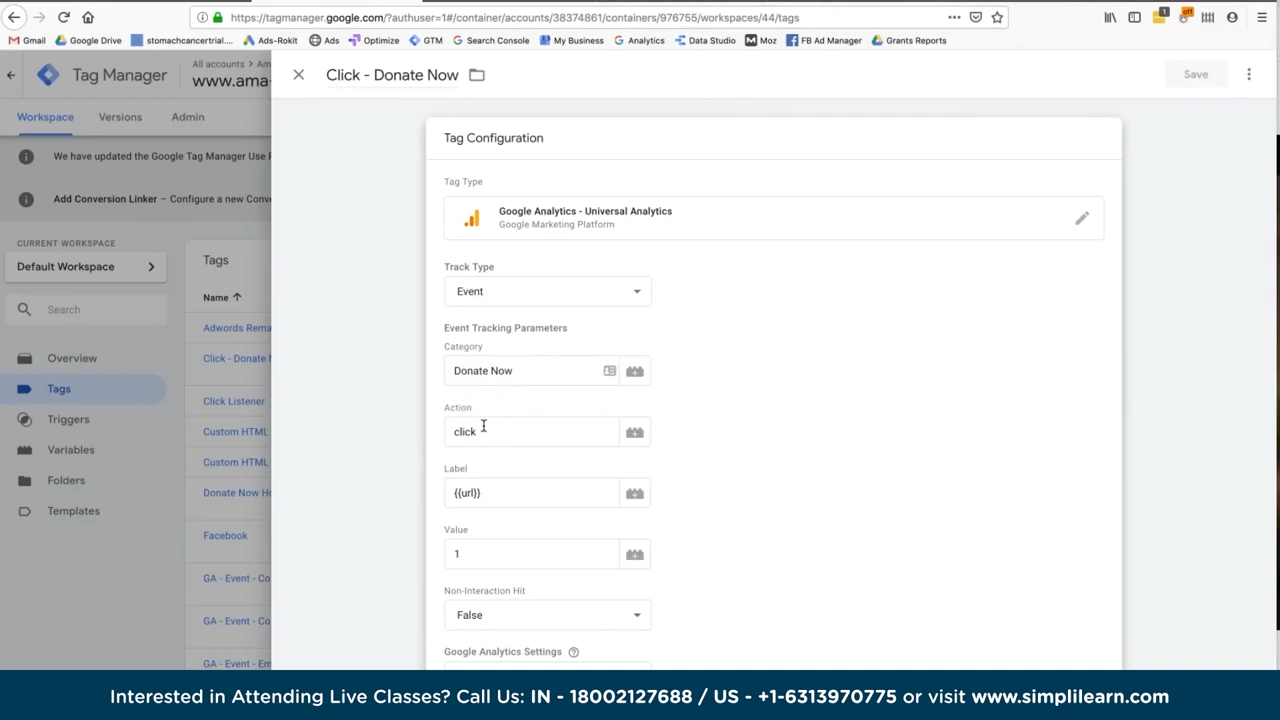 https://tagmanager.google.com/?authuser=1#/container/accounts/38374861/containers/976755/workspaces/44/tags
1
off
Gmail Google Drive stomachcancertrial.... Ads-Rokit Ads Optimize GTM Search Console My Business Analytics Data Studio Moz FB Ad Manager Grants Reports
Tag Manager
All accounts > Am
www.ama
Click - Donate Now
Save
Workspace Versions Admin
We have updated the Google Tag Manager Use P
Add Conversion Linker – Configure a new Conve
CURRENT WORKSPACE
Default Workspace
Search
Overview
Tags
Triggers
Variables
Folders
Templates
Tags
Name
Adwords Rema
Click - Donate N
Click Listener
Custom HTML
Custom HTML
Donate Now Ho
Facebook
GA - Event - Co
GA - Event - Co
GA - Event - Em
Tag Configuration
Tag Type
Google Analytics - Universal Analytics
Google Marketing Platform
Track Type
Event
Event Tracking Parameters
Category
Donate Now
Action
click
Label
{{url}}
Value
1
Non-Interaction Hit
False
Google Analytics Settings
Interested in Attending Live Classes? Call Us: IN - 18002127688 / US - +1-6313970775 or visit www.simplilearn.com